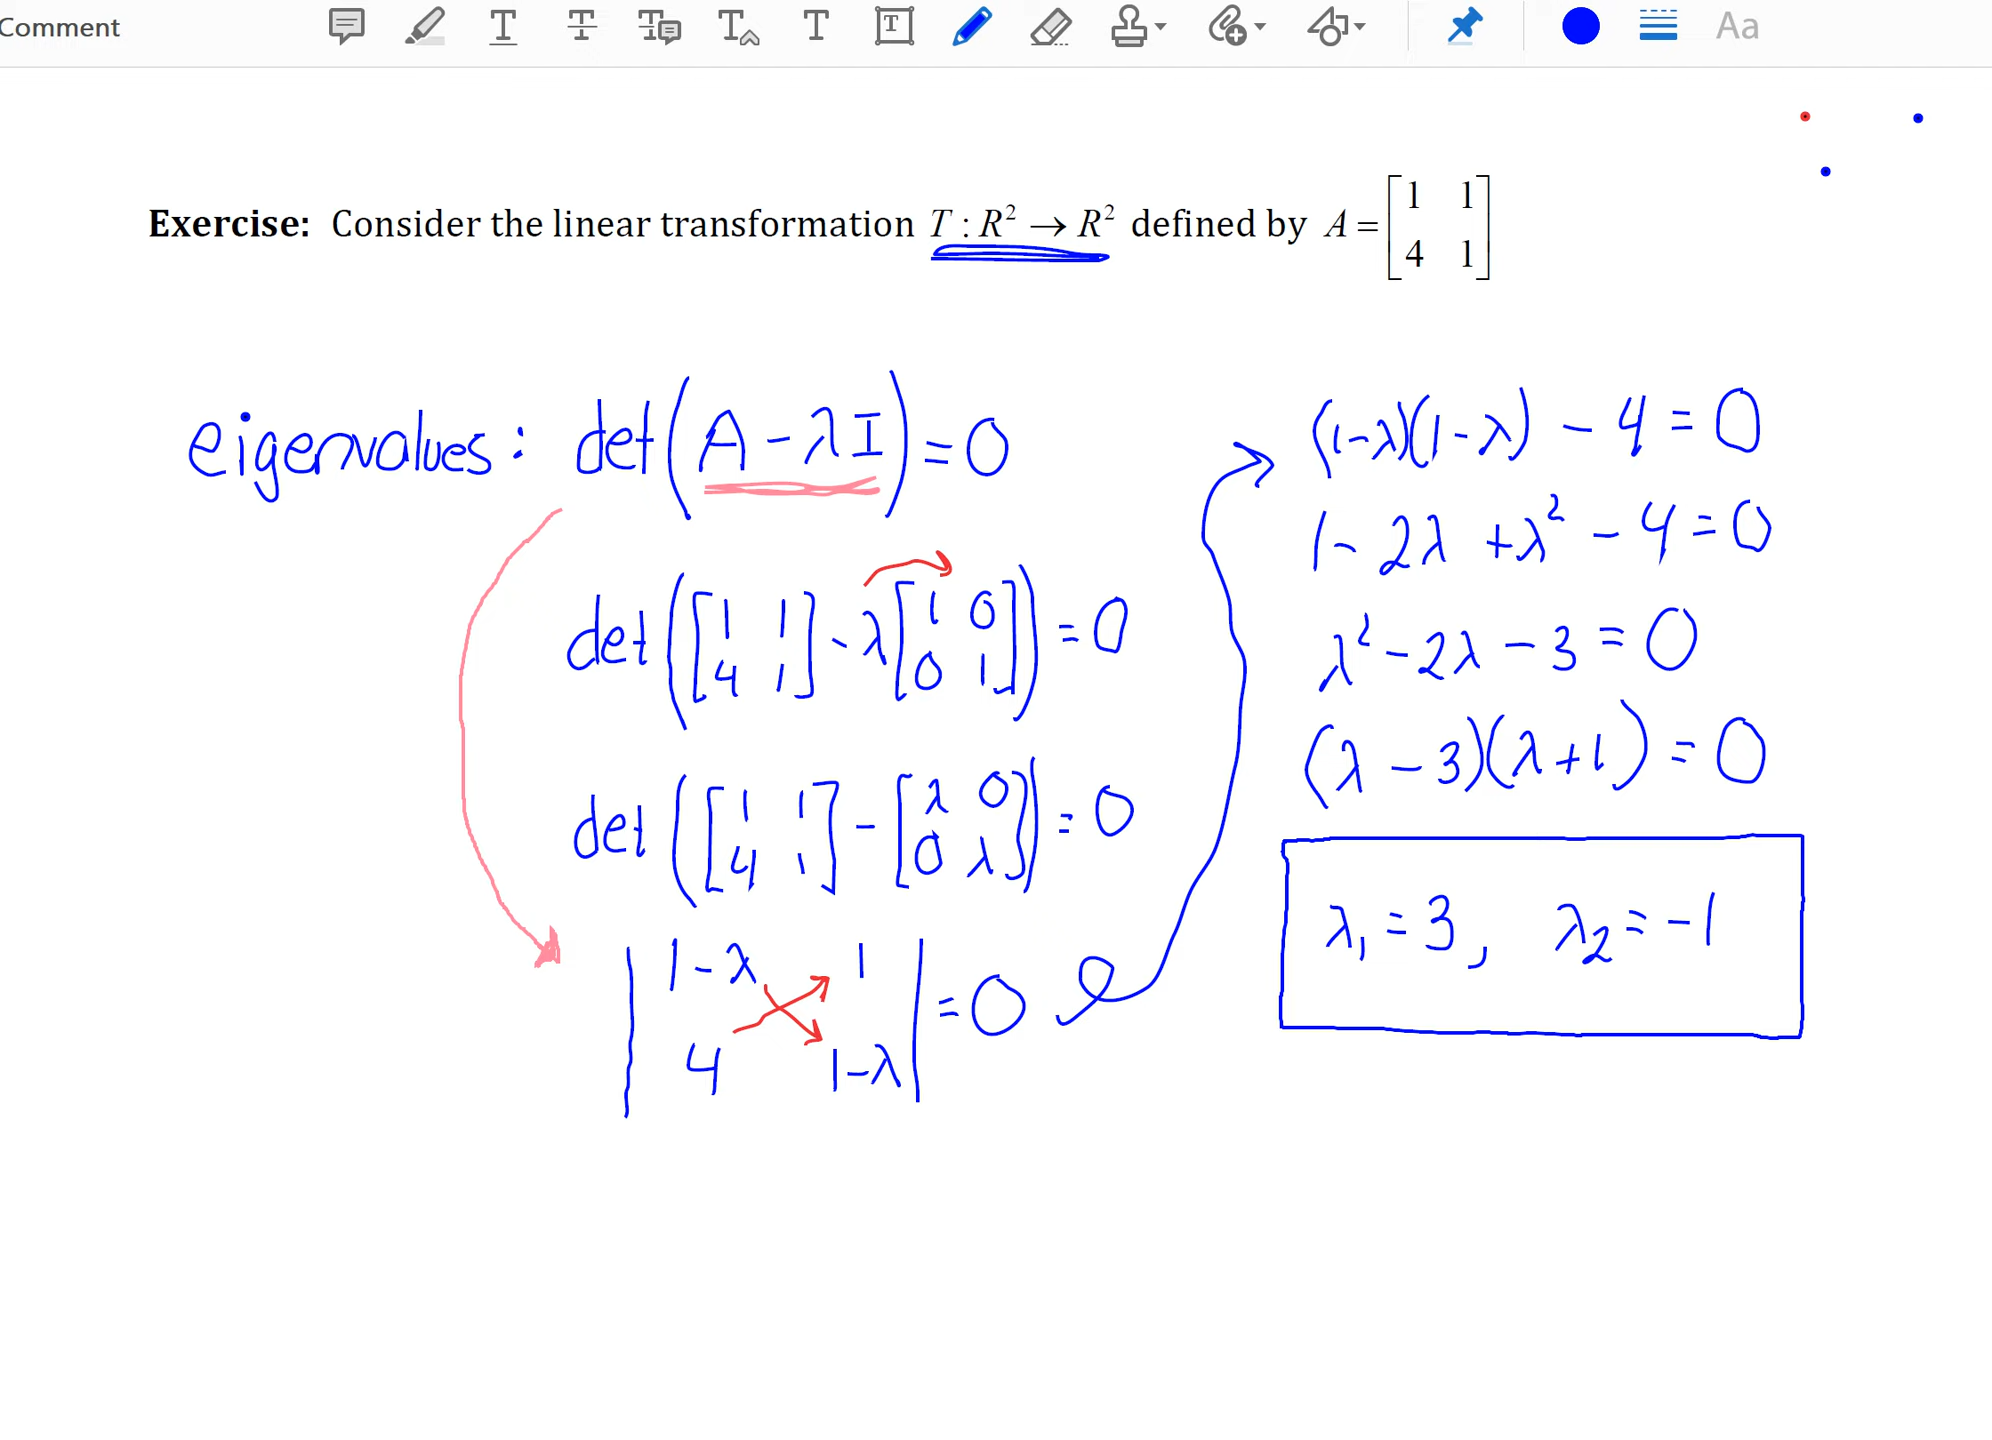 Comment T T T T T T Aa
Exercise: Consider the linear transformation T : R² → R² defined by A = [1 1; 4 1]
eigenvalues: det(A − λI) = 0
det([1 1; 4 1] − λ[1 0; 0 1]) = 0
det([1 1; 4 1] − [λ 0; 0 λ]) = 0
|1−λ 1; 4 1−λ| = 0
(1−λ)(1−λ) − 4 = 0
1 − 2λ + λ² − 4 = 0
λ² − 2λ − 3 = 0
(λ − 3)(λ + 1) = 0
λ₁ = 3, λ₂ = −1